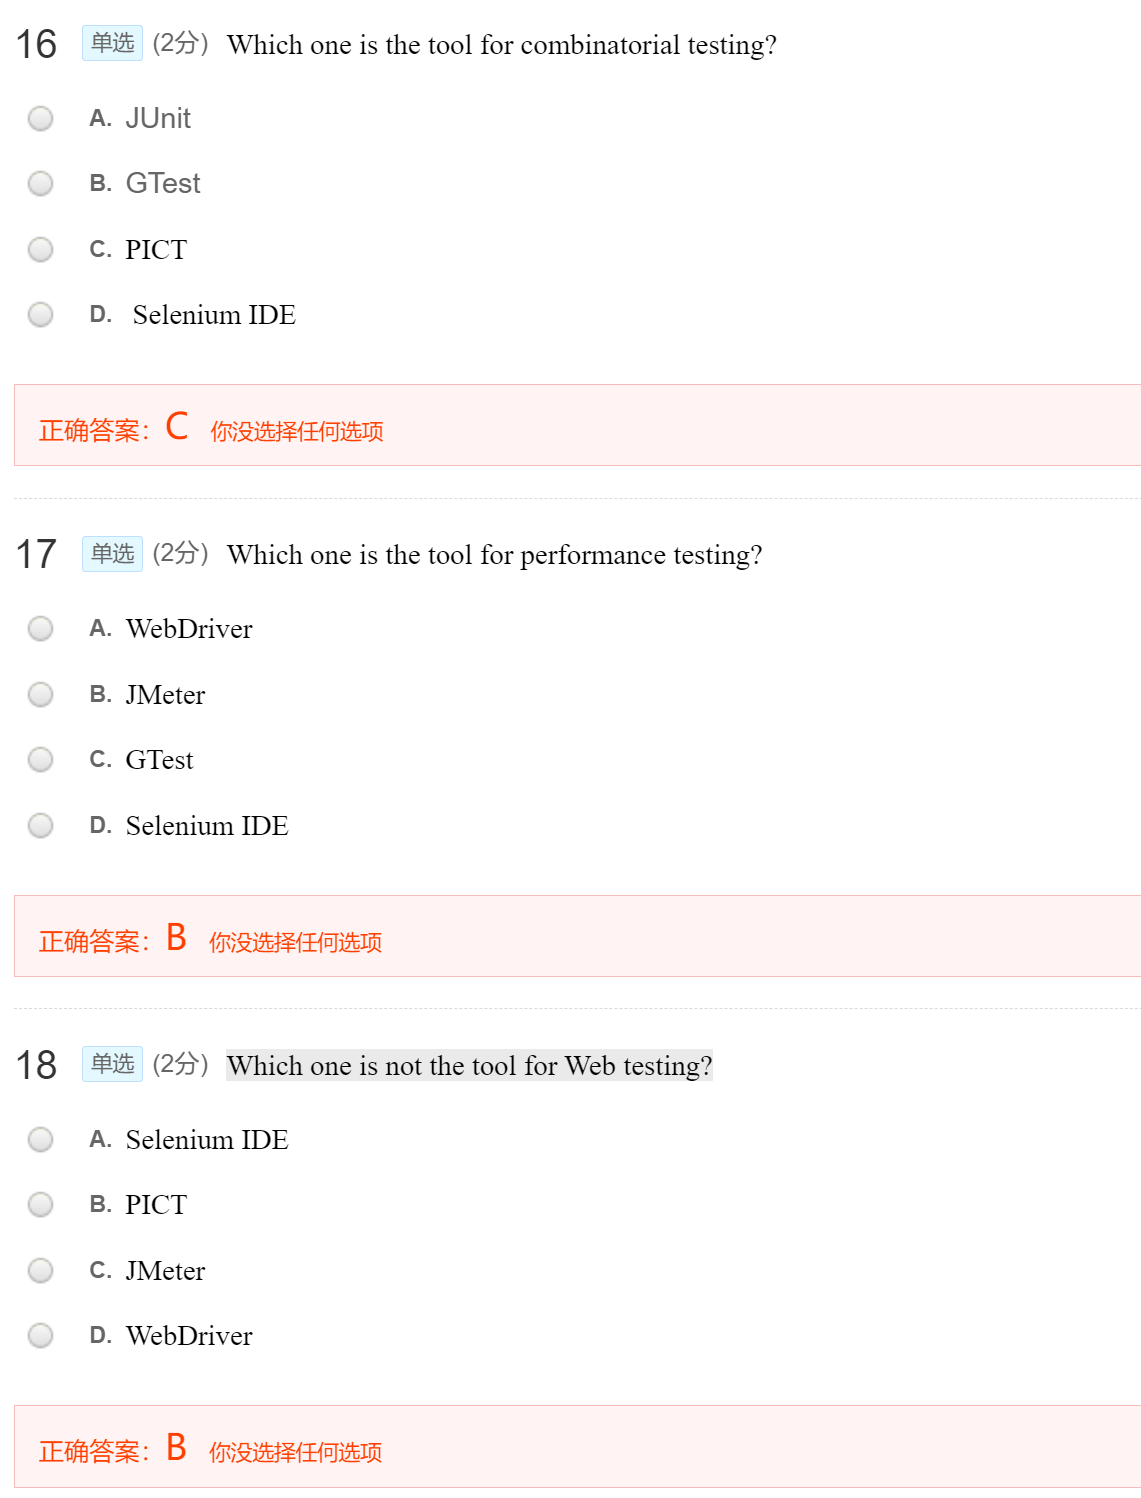 16 单选 (2分) Which one is the tool for combinatorial testing?
A. JUnit
B. GTest
C. PICT
D. Selenium IDE
正确答案：C 你没选择任何选项
17 单选 (2分) Which one is the tool for performance testing?
A. WebDriver
B. JMeter
C. GTest
D. Selenium IDE
正确答案：B 你没选择任何选项
18 单选 (2分) Which one is not the tool for Web testing?
A. Selenium IDE
B. PICT
C. JMeter
D. WebDriver
正确答案：B 你没选择任何选项